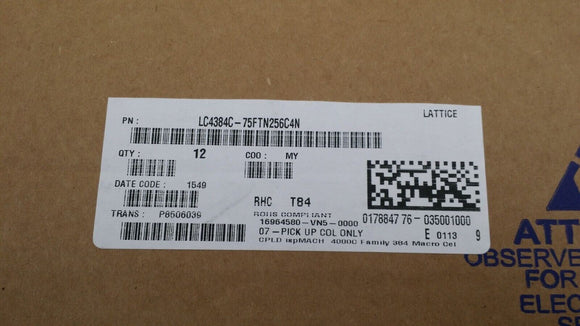 PN : LC4384C-75FTN256C4N LATTICE
QTY : 12 COO : MY
DATE CODE : 1549 RHC T84
TRANS : P8506039 ROHS COMPLIANT 0178847 76-035001000
16964580-VN5-0000 E 0113 9
07-PICK UP COL ONLY
CPLD ispMACH 4000C Family 384 Macro Cel
ATT
OBSERVE
FOR
ELEC